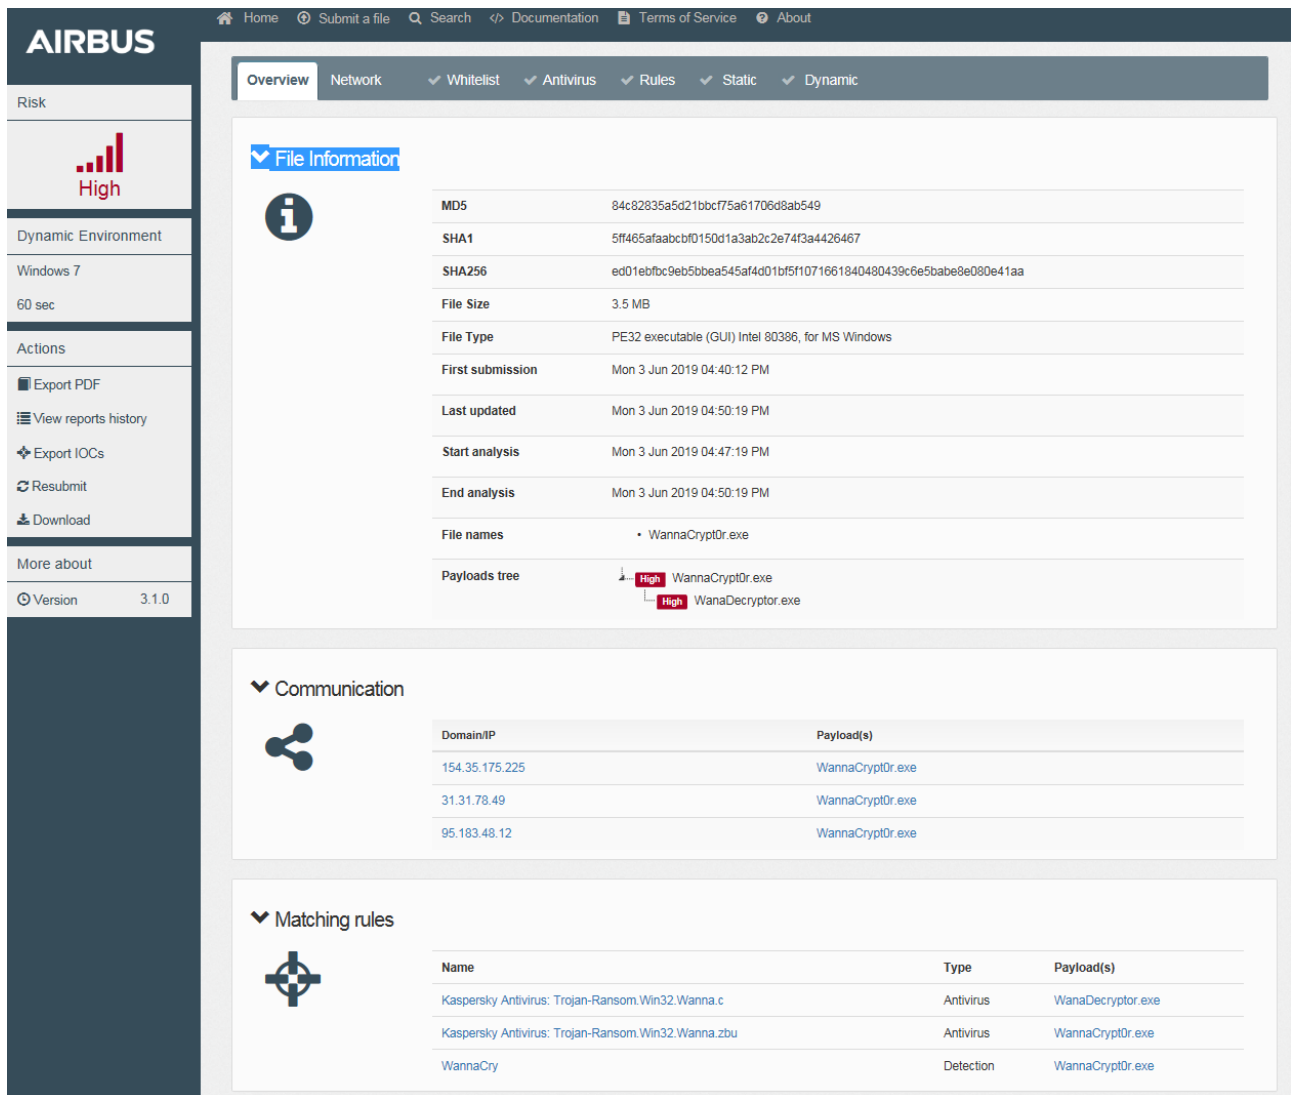 AIRBUS
Home Submit a file Search Documentation Terms of Service About
Overview Network Whitelist Antivirus Rules Static Dynamic
Risk
High
Dynamic Environment
Windows 7
60 sec
Actions
Export PDF
View reports history
Export IOCs
Resubmit
Download
More about
Version 3.1.0
File Information
MD5 84c82835a5d21bbcf75a61706d8ab549
SHA1 5ff465afaabcbf0150d1a3ab2c2e74f3a4426467
SHA256 ed01ebfbc9eb5bbea545af4d01bf5f1071661840480439c6e5babe8e080e41aa
File Size 3.5 MB
File Type PE32 executable (GUI) Intel 80386, for MS Windows
First submission Mon 3 Jun 2019 04:40:12 PM
Last updated Mon 3 Jun 2019 04:50:19 PM
Start analysis Mon 3 Jun 2019 04:47:19 PM
End analysis Mon 3 Jun 2019 04:50:19 PM
File names • WannaCrypt0r.exe
Payloads tree High WannaCrypt0r.exe
High WanaDecryptor.exe
Communication
Domain/IP Payload(s)
154.35.175.225 WannaCrypt0r.exe
31.31.78.49 WannaCrypt0r.exe
95.183.48.12 WannaCrypt0r.exe
Matching rules
Name Type Payload(s)
Kaspersky Antivirus: Trojan-Ransom.Win32.Wanna.c Antivirus WanaDecryptor.exe
Kaspersky Antivirus: Trojan-Ransom.Win32.Wanna.zbu Antivirus WannaCrypt0r.exe
WannaCry Detection WannaCrypt0r.exe